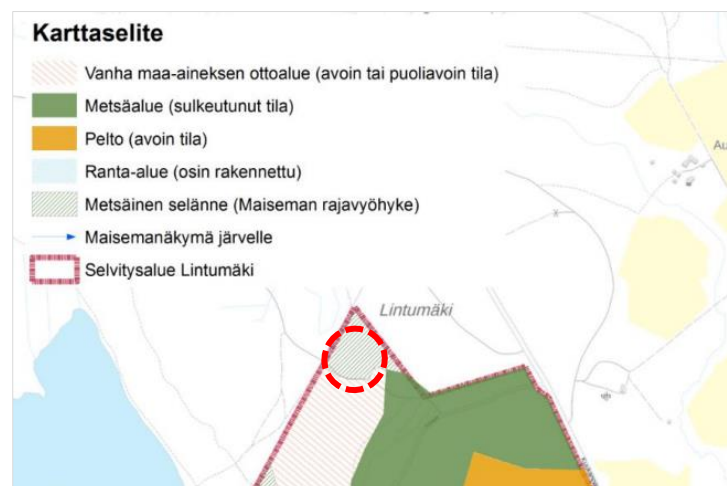 Karttaselite
Vanha maa-aineksen ottoalue (avoin tai puoliavoin tila)
Metsäalue (sulkeutunut tila)
Pelto (avoin tila)
Ranta-alue (osin rakennettu)
Metsäinen selänne (Maiseman rajavyöhyke)
Maisemanäkymä järvelle
Selvitysalue Lintumäki
Au
Lintumäki